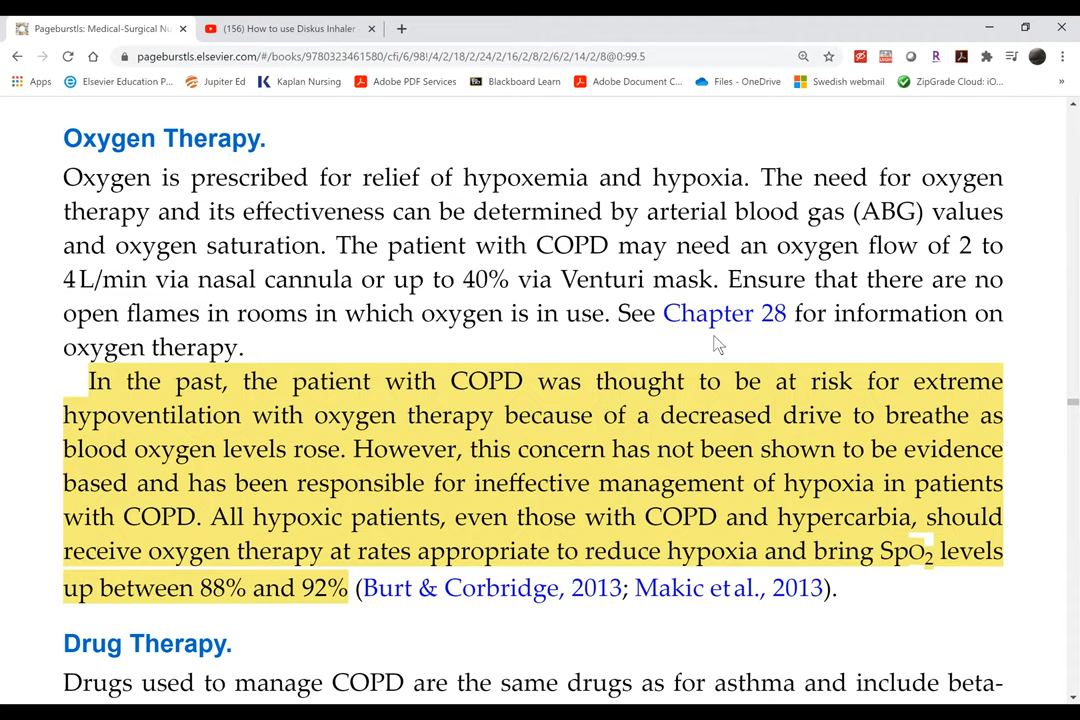 Pageburstls: Medical-Surgical Nu
(156) How to use Diskus Inhaler
pageburstls.elsevier.com/#/books/9780323461580/cfi/6/98!/4/2/18/2/24/2/16/2/8/2/6/2/14/2/8@0:99.5
Apps
Elsevier Education P...
Jupiter Ed
Kaplan Nursing
Adobe PDF Services
Blackboard Learn
Adobe Document C...
Files - OneDrive
Swedish webmail
ZipGrade Cloud: iO...
Oxygen Therapy.
Oxygen is prescribed for relief of hypoxemia and hypoxia. The need for oxygen
therapy and its effectiveness can be determined by arterial blood gas (ABG) values
and oxygen saturation. The patient with COPD may need an oxygen flow of 2 to
4 L/min via nasal cannula or up to 40% via Venturi mask. Ensure that there are no
open flames in rooms in which oxygen is in use. See Chapter 28 for information on
oxygen therapy.
In the past, the patient with COPD was thought to be at risk for extreme
hypoventilation with oxygen therapy because of a decreased drive to breathe as
blood oxygen levels rose. However, this concern has not been shown to be evidence
based and has been responsible for ineffective management of hypoxia in patients
with COPD. All hypoxic patients, even those with COPD and hypercarbia, should
receive oxygen therapy at rates appropriate to reduce hypoxia and bring SpO2 levels
up between 88% and 92% (Burt & Corbridge, 2013; Makic et al., 2013).
Drug Therapy.
Drugs used to manage COPD are the same drugs as for asthma and include beta-